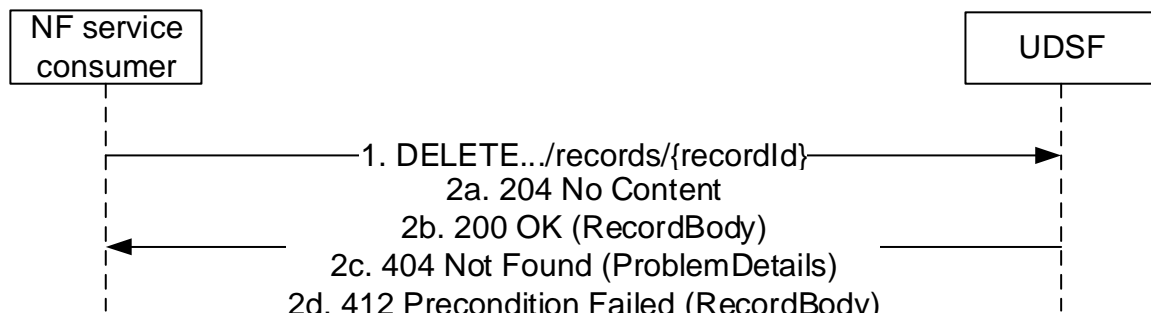 NF service
consumer
UDSF
1. DELETE.../records/{recordId}
2a. 204 No Content
2b. 200 OK (RecordBody)
2c. 404 Not Found (ProblemDetails)
2d. 412 Precondition Failed (RecordBody)